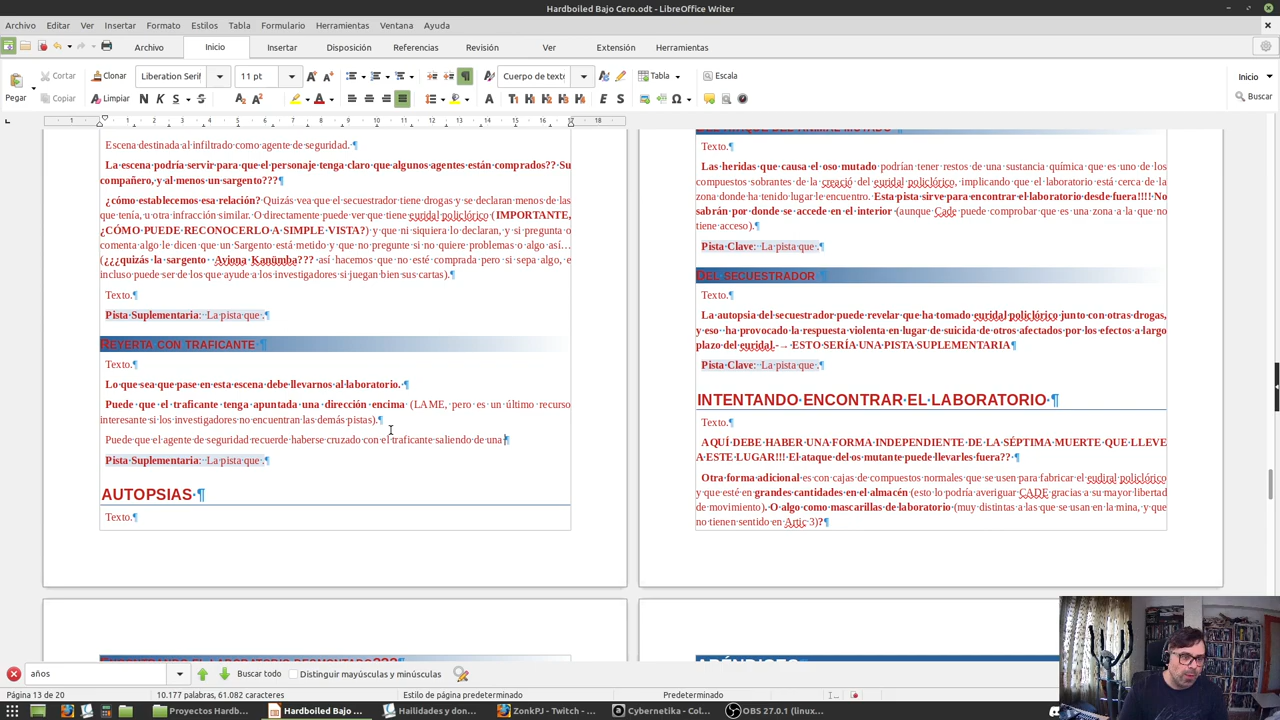 Hardboiled Bajo Cero.odt - LibreOffice Writer
Archivo Editar Ver Insertar Formato Estilos Tabla Formulario Herramientas Ventana Ayuda
Archivo Inicio Insertar Disposición Referencias Revisión Ver Extensión Herramientas
Pegar Cortar Clonar Liberation Serif 11 pt Cuerpo de texto Tabla Escala Inicio
Copiar Limpiar Buscar
Escena destinada al infiltrado como agente de seguridad. ¶
La escena podría servir para que el personaje tenga claro que algunos agentes están comprados?? Su
compañero, y al menos un sargento???¶
¿cómo establecemos esa relación? Quizás vea que el secuestrador tiene drogas y se declaran menos de las
que tenía, u otra infracción similar. O directamente puede ver que tiene euridal policlórico (IMPORTANTE,
¿CÓMO PUEDE RECONOCERLO A SIMPLE VISTA?) y que ni siquiera lo declaran, y si pregunta o
comenta algo le dicen que un Sargento está metido y que no pregunte si no quiere problemas o algo así…
(¿¿¿quizás la sargento Aviona Kanümba??? así hacemos que no esté comprada pero si sepa algo, e
incluso puede ser de los que ayude a los investigadores si juegan bien sus cartas).¶
Texto.¶
Pista Suplementaria: La pista que .¶
REYERTA CON TRAFICANTE ¶
Texto.¶
Lo que sea que pase en esta escena debe llevarnos al laboratorio. ¶
Puede que el traficante tenga apuntada una dirección encima (LAME, pero es un último recurso
interesante si los investigadores no encuentran las demás pistas).¶
Puede que el agente de seguridad recuerde haberse cruzado con el traficante saliendo de una ¶
Pista Suplementaria: La pista que .¶
AUTOPSIAS ¶
Texto.¶
Texto.¶
Las heridas que causa el oso mutado podrían tener restos de una sustancia química que es uno de los
compuestos sobrantes de la creació del euridal policlórico, implicando que el laboratorio está cerca de la
zona donde ha tenido lugar le encuentro. Esta pista sirve para encontrar el laboratorio desde fuera!!!! No
sabrán por donde se accede en el interior (aunque Cade puede comprobar que es una zona a la que no
tiene acceso).¶
Pista Clave: La pista que .¶
DEL SECUESTRADOR ¶
Texto.¶
La autopsia del secuestrador puede revelar que ha tomado euridal policlórico junto con otras drogas,
y eso ha provocado la respuesta violenta en lugar de suicida de otros afectados por los efectos a largo
plazo del euridal.-→ ESTO SERÍA UNA PISTA SUPLEMENTARIA¶
Pista Clave: La pista que .¶
INTENTANDO ENCONTRAR EL LABORATORIO ¶
Texto.¶
AQUÍ DEBE HABER UNA FORMA INDEPENDIENTE DE LA SÉPTIMA MUERTE QUE LLEVE
A ESTE LUGAR!!! El ataque del os mutante puede llevarles fuera?? ¶
Otra forma adicional es con cajas de compuestos normales que se usen para fabricar el eudiral policlórico
y que esté en grandes cantidades en el almacén (esto lo podría averiguar CADE gracias a su mayor libertad
de movimiento). O algo como mascarillas de laboratorio (muy distintas a las que se usan en la mina, y que
no tienen sentido en Artic 3)?¶
años Buscar todo Distinguir mayúsculas y minúsculas
Página 13 de 20 10.177 palabras, 61.082 caracteres Estilo de página predeterminado Predeterminado
Proyectos Hardb... Hardboiled Bajo ... Hailidades y don... ZonkPJ - Twitch - ... Cybernetika - Col... OBS 27.0.1 (linux...